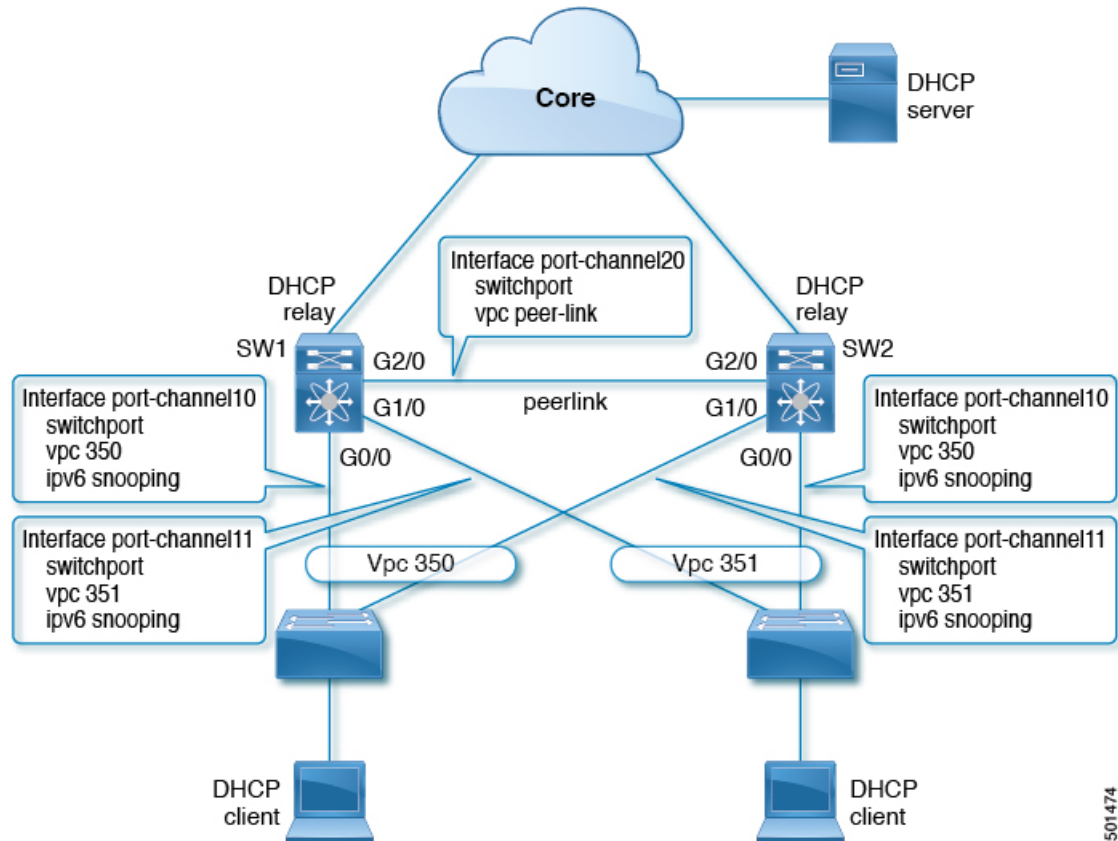 Core
DHCP
server
Interface port-channel20
switchport
vpc peer-link
DHCP
relay
DHCP
relay
SW1
G2/0
G2/0
SW2
peerlink
G1/0
G1/0
G0/0
G0/0
Interface port-channel10
switchport
vpc 350
ipv6 snooping
Interface port-channel10
switchport
vpc 350
ipv6 snooping
Interface port-channel11
switchport
vpc 351
ipv6 snooping
Interface port-channel11
switchport
vpc 351
ipv6 snooping
Vpc 350
Vpc 351
DHCP
client
DHCP
client
501474